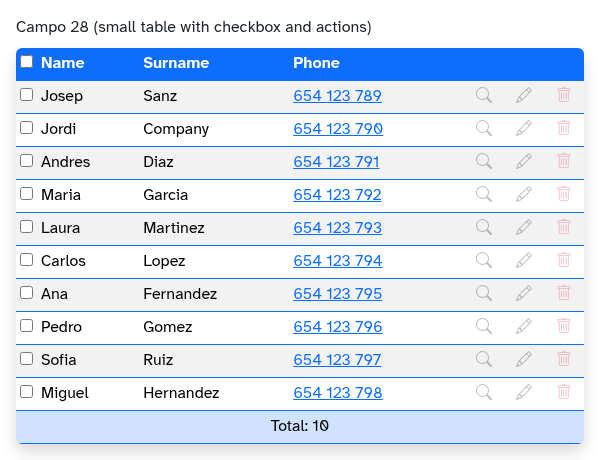 Campo 28 (small table with checkbox and actions)
Name Surname Phone
Josep Sanz 654 123 789
Jordi Company 654 123 790
Andres Diaz 654 123 791
Maria Garcia 654 123 792
Laura Martinez 654 123 793
Carlos Lopez 654 123 794
Ana Fernandez 654 123 795
Pedro Gomez 654 123 796
Sofia Ruiz 654 123 797
Miguel Hernandez 654 123 798
Total: 10